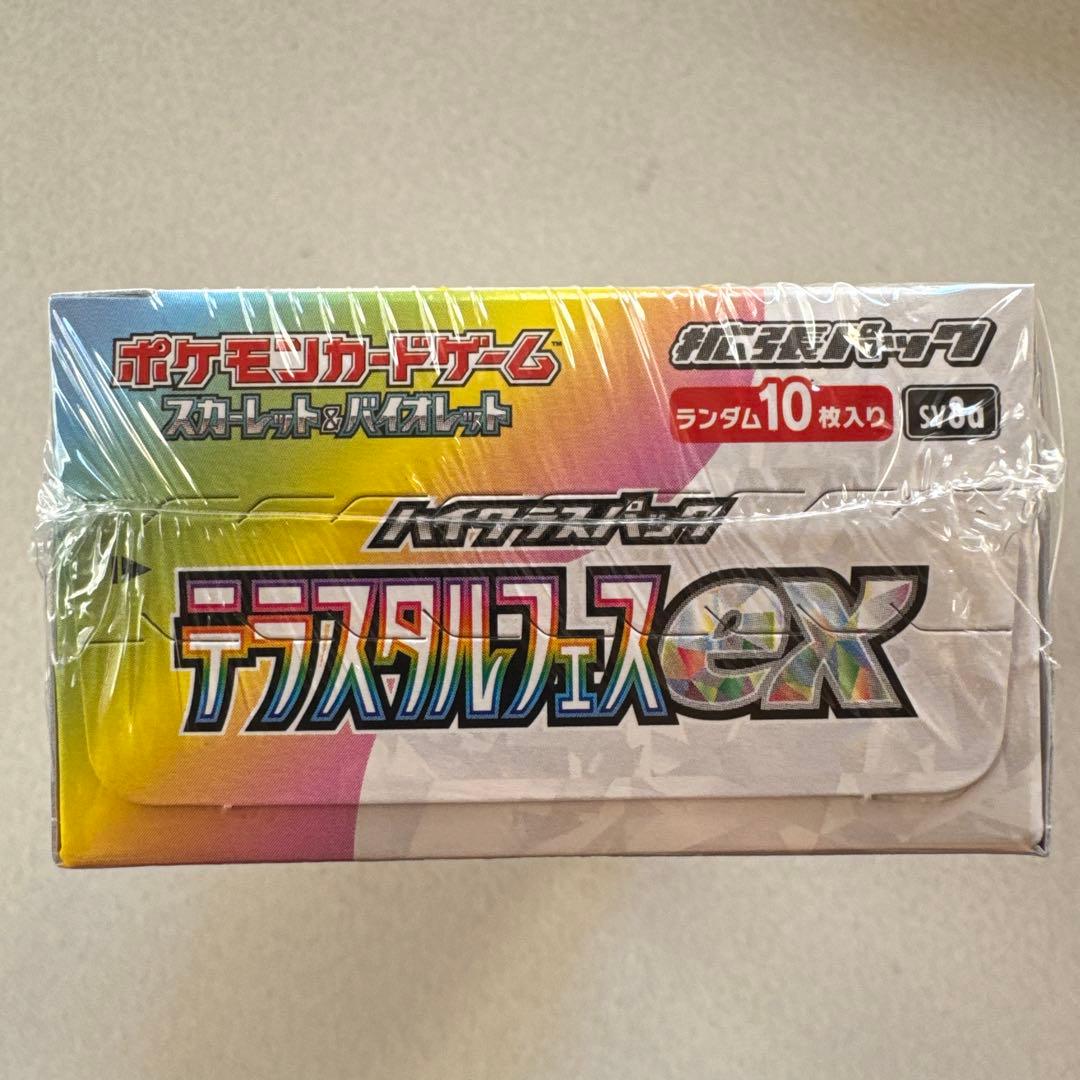 ポケモンカードゲーム™
スカーレット&バイオレット
拡張パック
ランダム10枚入り
sv8a
ハイクラスパック
テラスタルフェスex